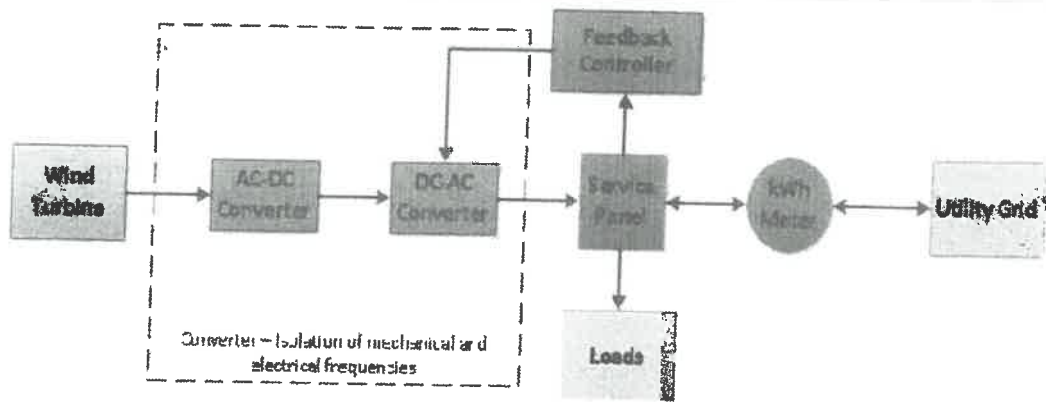 Feedback
Controller
Wind
Turbine
AC-DC
Converter
DC-AC
Converter
Service
Panel
kWh
Meter
Utility Grid
Converter – Isolation of mechanical and
electrical frequencies
Loads